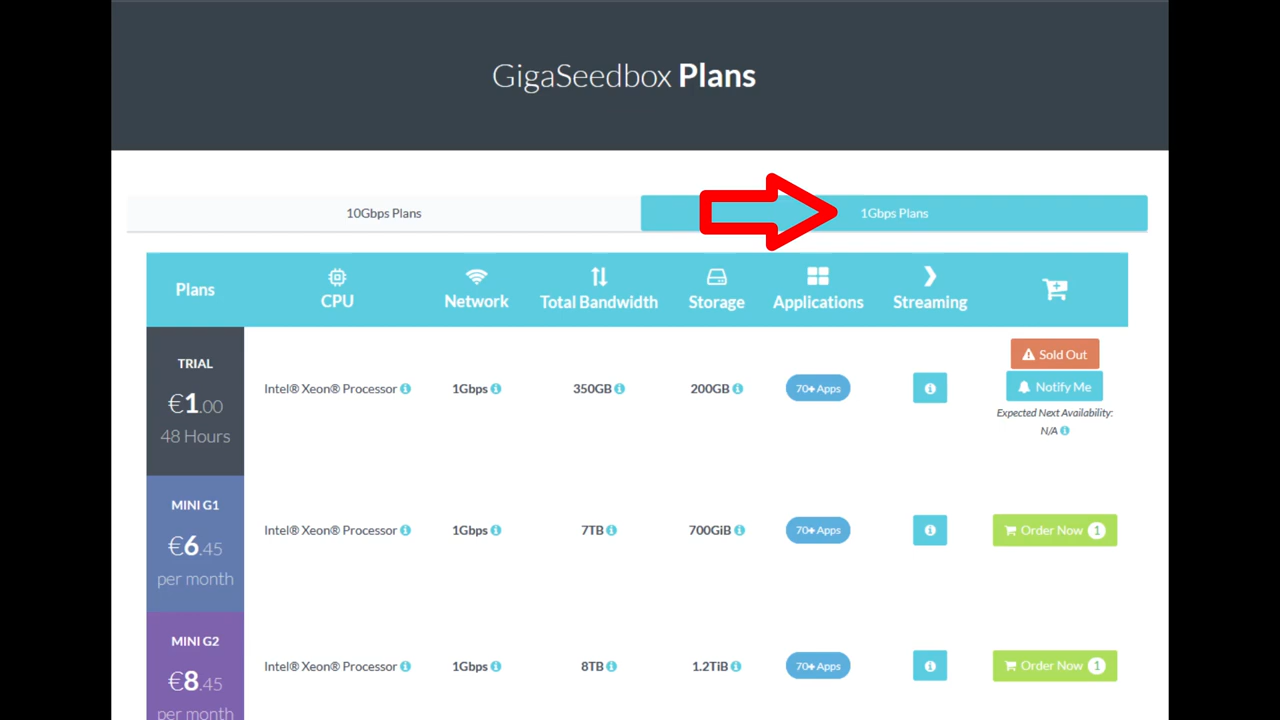 GigaSeedbox Plans
10Gbps Plans
1Gbps Plans
Plans
CPU
Network
Total Bandwidth
Storage
Applications
Streaming
TRIAL
€1.00
48 Hours
Intel® Xeon® Processor
1Gbps
350GB
200GB
70+ Apps
Sold Out
Notify Me
Expected Next Availability:
N/A
MINI G1
€6.45
per month
Intel® Xeon® Processor
1Gbps
7TB
700GiB
70+ Apps
Order Now 1
MINI G2
€8.45
per month
Intel® Xeon® Processor
1Gbps
8TB
1.2TiB
70+ Apps
Order Now 1